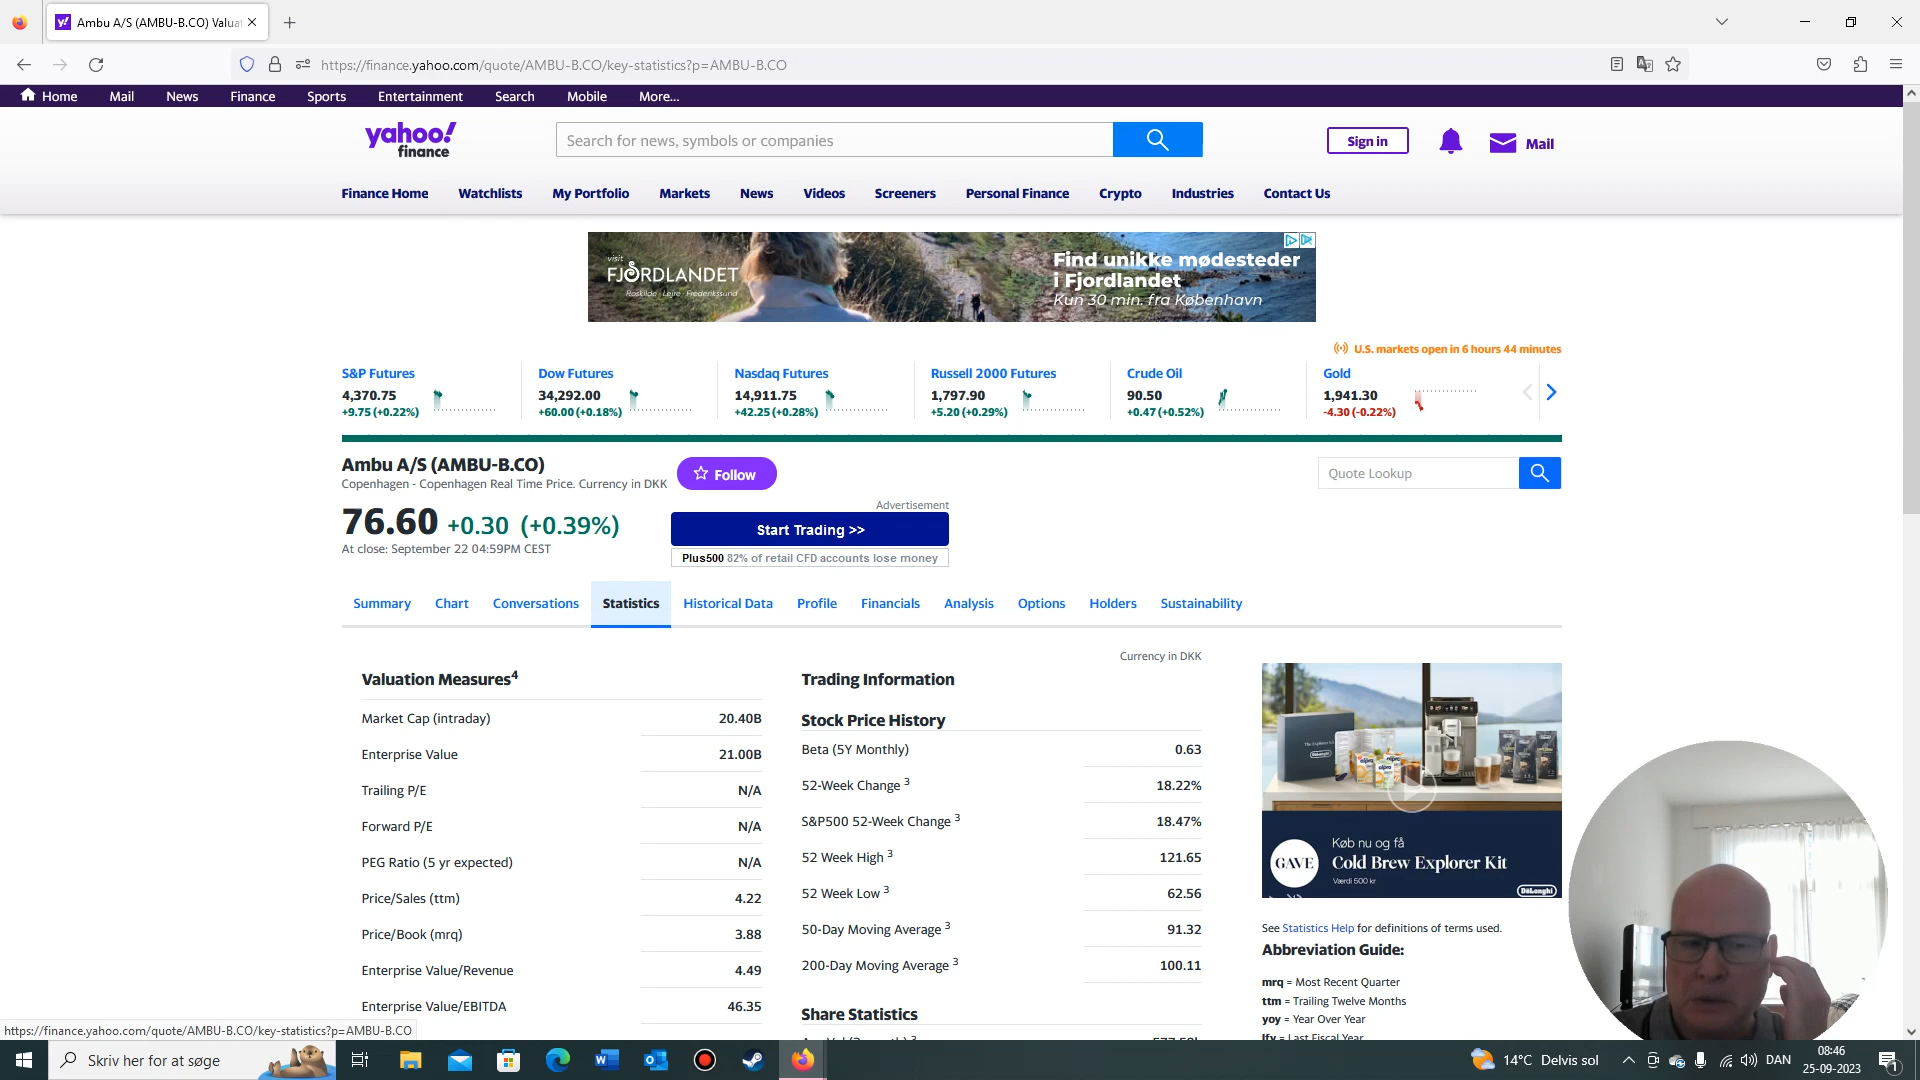 Ambu A/S (AMBU-B.CO) Valuat
https://finance.yahoo.com/quote/AMBU-B.CO/key-statistics?p=AMBU-B.CO
Home Mail News Finance Sports Entertainment Search Mobile More...
yahoo!
finance
Search for news, symbols or companies
Sign in
Mail
Finance Home Watchlists My Portfolio Markets News Videos Screeners Personal Finance Crypto Industries Contact Us
visit
FJORDLANDET
Roskilde · Lejre · Frederikssund
Find unikke mødesteder
i Fjordlandet
Kun 30 min. fra København
U.S. markets open in 6 hours 44 minutes
S&P Futures Dow Futures Nasdaq Futures Russell 2000 Futures Crude Oil Gold
4,370.75 34,292.00 14,911.75 1,797.90 90.50 1,941.30
+9.75 (+0.22%) +60.00 (+0.18%) +42.25 (+0.28%) +5.20 (+0.29%) +0.47 (+0.52%) -4.30 (-0.22%)
Ambu A/S (AMBU-B.CO)
Copenhagen - Copenhagen Real Time Price. Currency in DKK
Follow
Quote Lookup
76.60 +0.30 (+0.39%)
At close: September 22 04:59PM CEST
Advertisement
Start Trading >>
Plus500 82% of retail CFD accounts lose money
Summary Chart Conversations Statistics Historical Data Profile Financials Analysis Options Holders Sustainability
Currency in DKK
Valuation Measures4
Market Cap (intraday) 20.40B
Enterprise Value 21.00B
Trailing P/E N/A
Forward P/E N/A
PEG Ratio (5 yr expected) N/A
Price/Sales (ttm) 4.22
Price/Book (mrq) 3.88
Enterprise Value/Revenue 4.49
Enterprise Value/EBITDA 46.35
Trading Information
Stock Price History
Beta (5Y Monthly) 0.63
52-Week Change 3 18.22%
S&P500 52-Week Change 3 18.47%
52 Week High 3 121.65
52 Week Low 3 62.56
50-Day Moving Average 3 91.32
200-Day Moving Average 3 100.11
Share Statistics
GAVE
Køb nu og få
Cold Brew Explorer Kit
Værdi 500 kr
DeLonghi
See Statistics Help for definitions of terms used.
Abbreviation Guide:
mrq = Most Recent Quarter
ttm = Trailing Twelve Months
yoy = Year Over Year
lfy = Last Fiscal Year
https://finance.yahoo.com/quote/AMBU-B.CO/key-statistics?p=AMBU-B.CO
Skriv her for at søge
14°C Delvis sol
DAN
08:46
25-09-2023
1